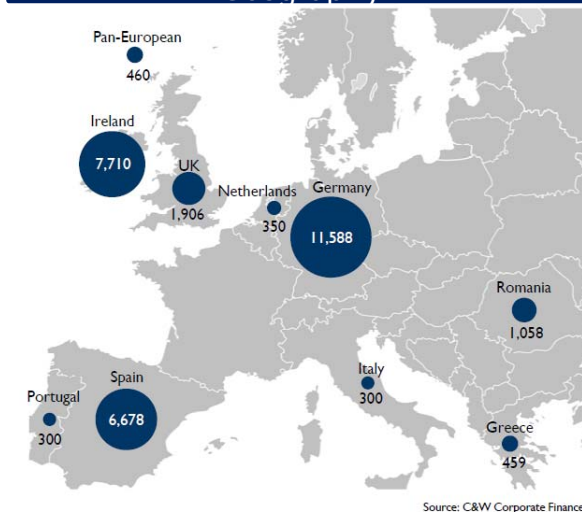 Pan-European
460
Ireland
7,710
UK
1,906
Netherlands
350
Germany
11,588
Romania
1,058
Italy
300
Spain
6,678
Portugal
300
Greece
459
Source: C&W Corporate Finance